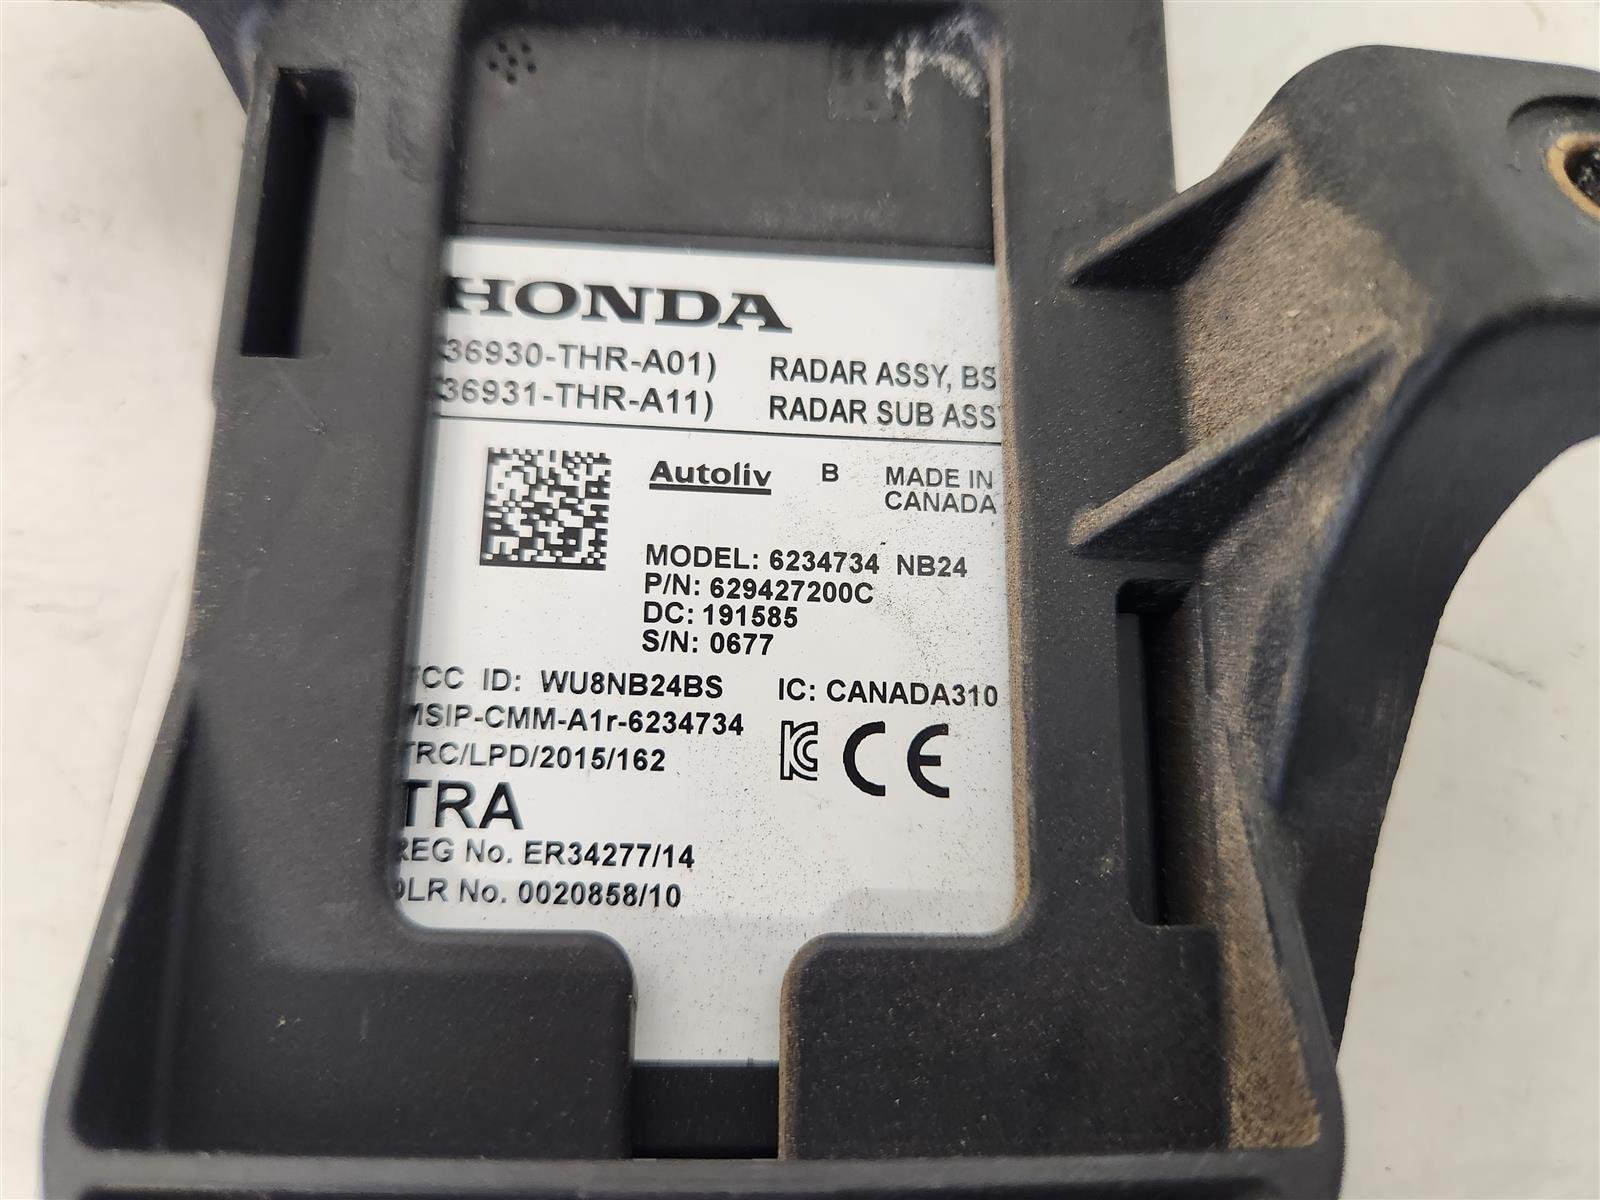 HONDA
36930-THR-A01) RADAR ASSY, BS
36931-THR-A11) RADAR SUB ASSY
Autoliv B MADE IN
CANADA
MODEL: 6234734 NB24
P/N: 629427200C
DC: 191585
S/N: 0677
FCC ID: WU8NB24BS IC: CANADA310
MSIP-CMM-A1r-6234734
TRC/LPD/2015/162
CE
TRA
REG No. ER34277/14
DLR No. 0020858/10